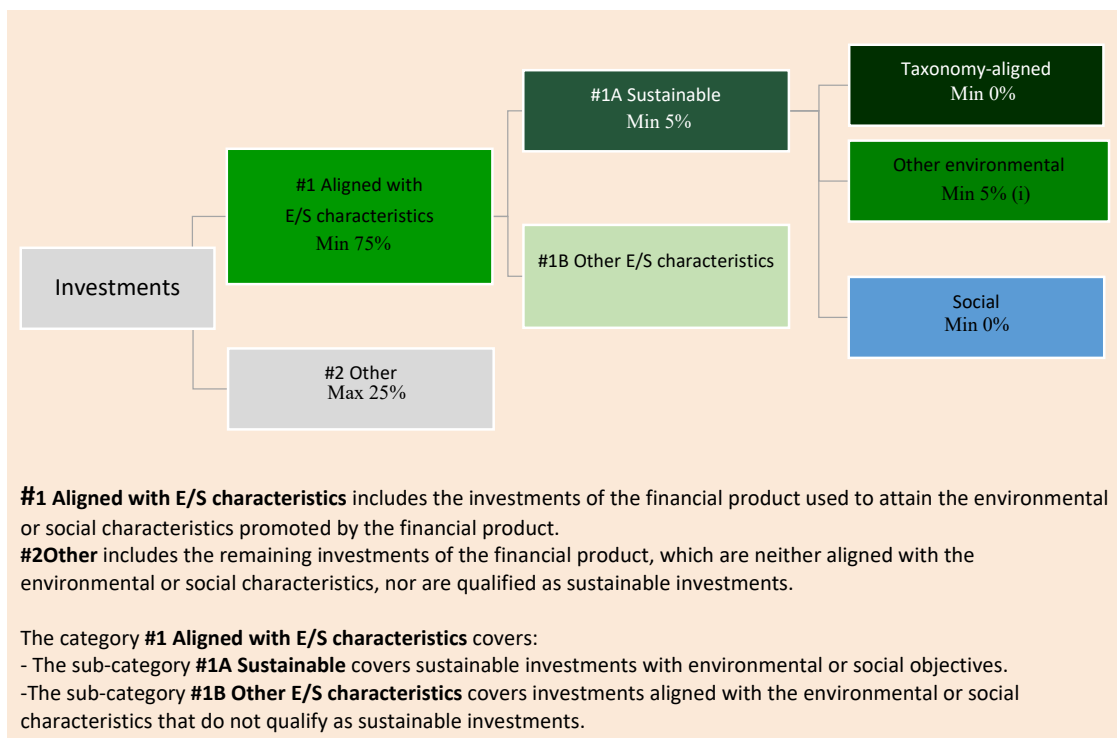 Investments
#1 Aligned with
E/S characteristics
Min 75%
#2 Other
Max 25%
#1A Sustainable
Min 5%
#1B Other E/S characteristics
Taxonomy-aligned
Min 0%
Other environmental
Min 5% (i)
Social
Min 0%
#1 Aligned with E/S characteristics includes the investments of the financial product used to attain the environmental
or social characteristics promoted by the financial product.
#2Other includes the remaining investments of the financial product, which are neither aligned with the
environmental or social characteristics, nor are qualified as sustainable investments.
The category #1 Aligned with E/S characteristics covers:
- The sub-category #1A Sustainable covers sustainable investments with environmental or social objectives.
-The sub-category #1B Other E/S characteristics covers investments aligned with the environmental or social
characteristics that do not qualify as sustainable investments.